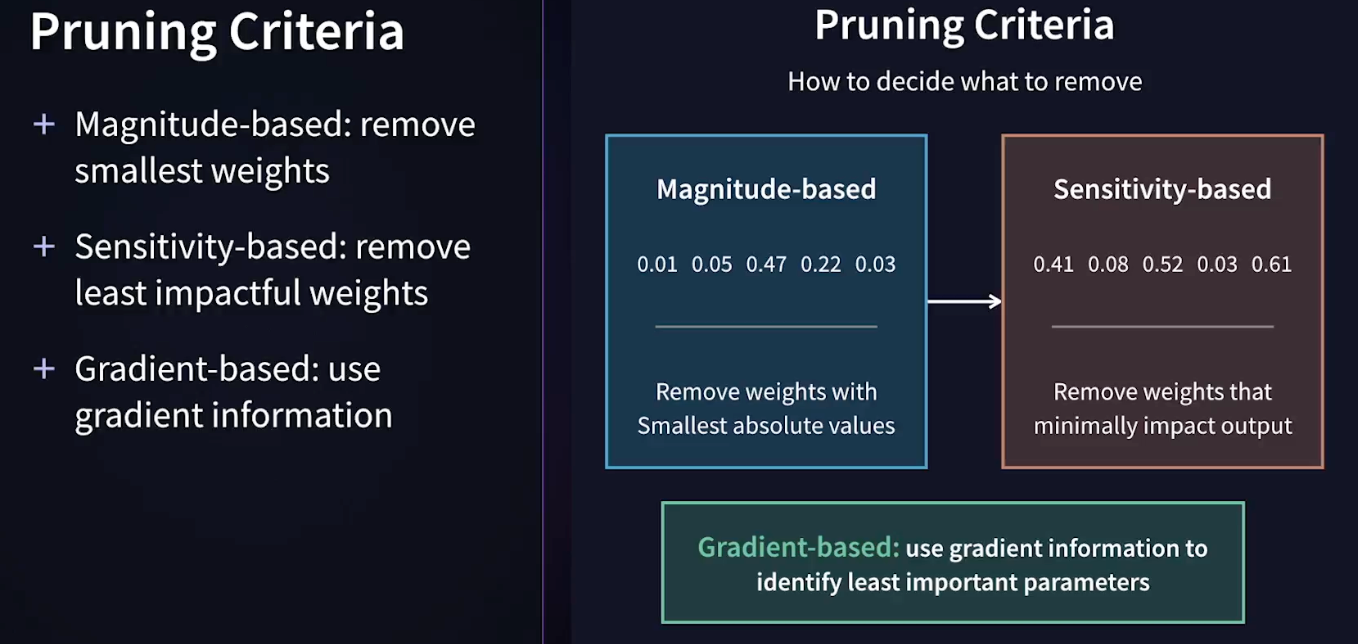 Pruning Criteria
+ Magnitude-based: remove
smallest weights
+ Sensitivity-based: remove
least impactful weights
+ Gradient-based: use
gradient information
Pruning Criteria
How to decide what to remove
Magnitude-based
0.01 0.05 0.47 0.22 0.03
Remove weights with
Smallest absolute values
Sensitivity-based
0.41 0.08 0.52 0.03 0.61
Remove weights that
minimally impact output
Gradient-based: use gradient information to
identify least important parameters